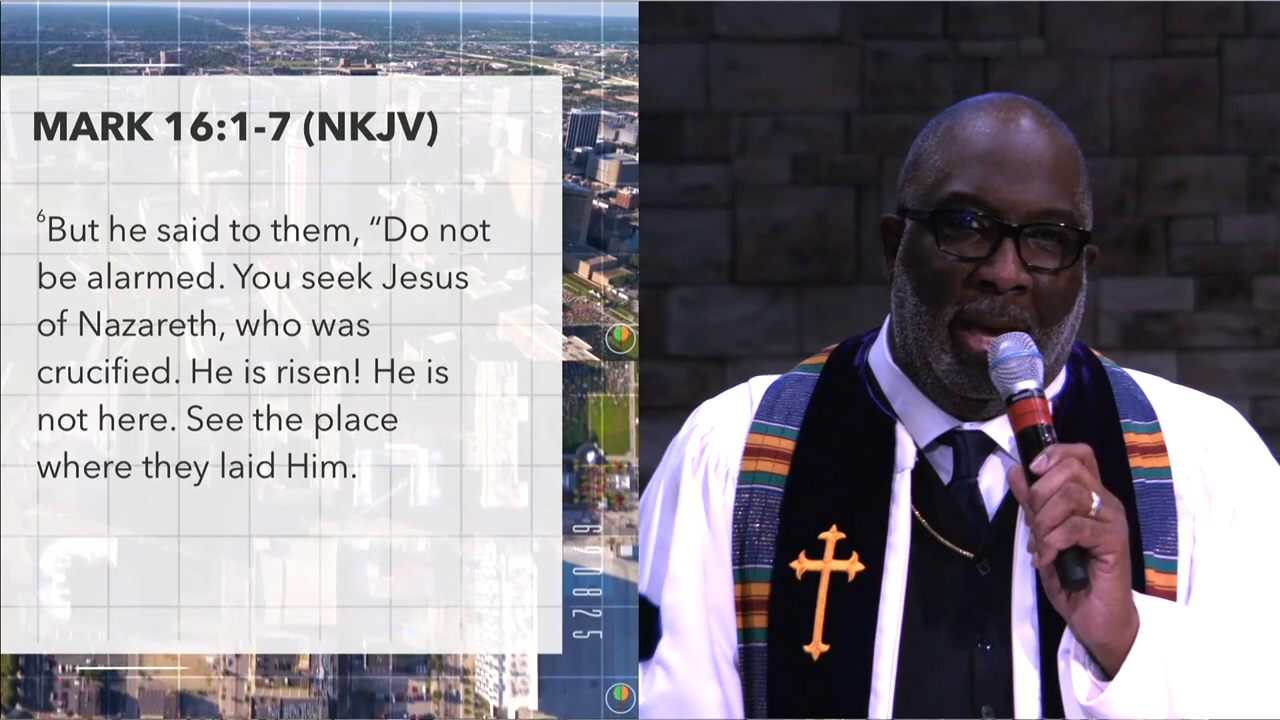 MARK 16:1-7 (NKJV)
6But he said to them, “Do not
be alarmed. You seek Jesus
of Nazareth, who was
crucified. He is risen! He is
not here. See the place
where they laid Him.